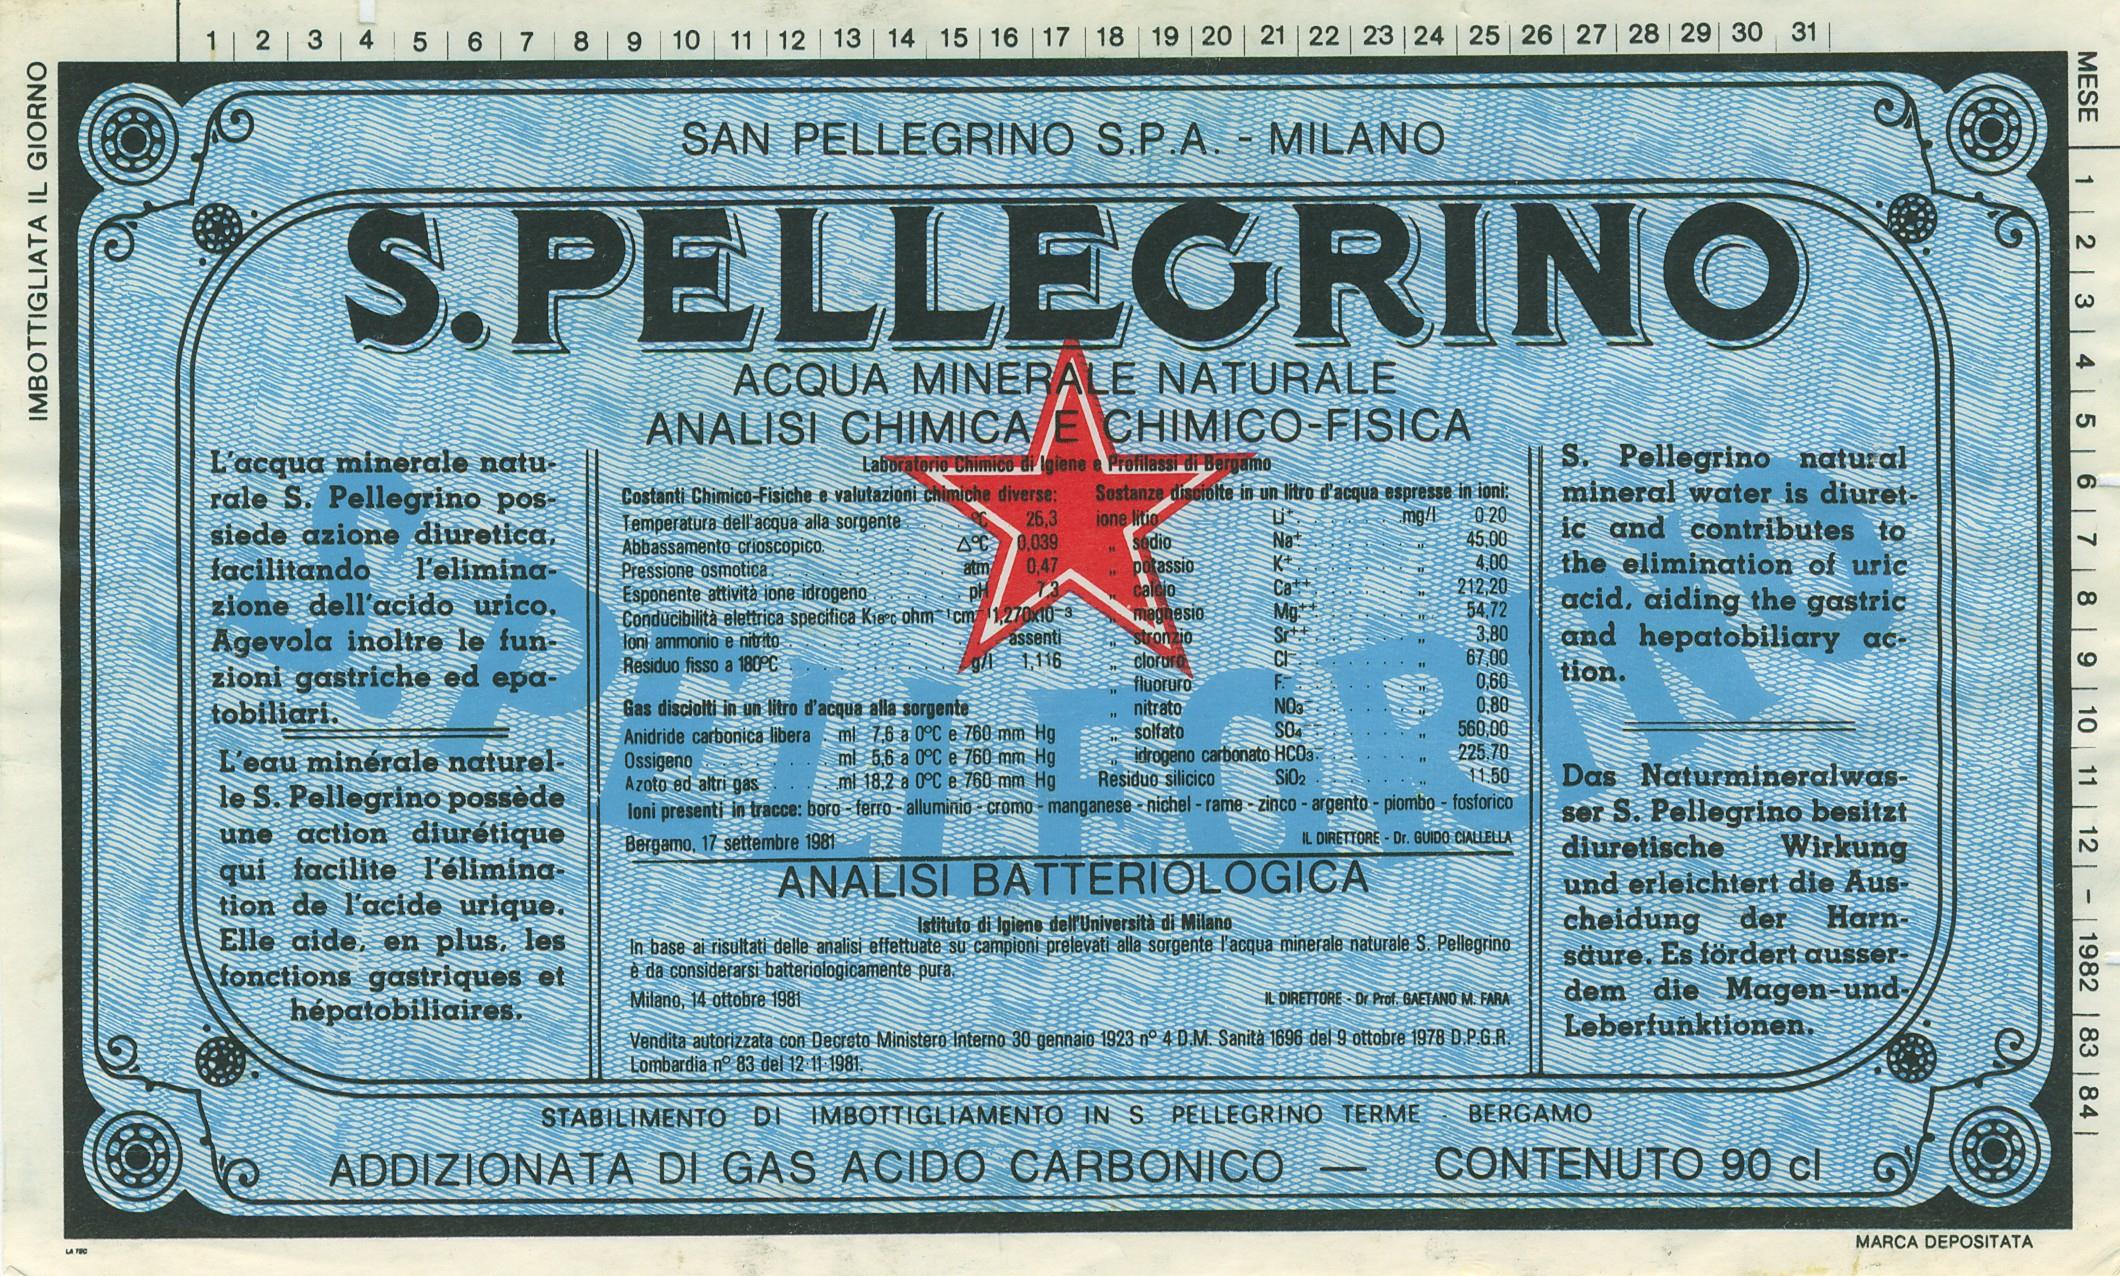 1 | 2 | 3 | 4 | 5 | 6 | 7 | 8 | 9 | 10 | 11 | 12 | 13 | 14 | 15 | 16 | 17 | 18 | 19 | 20 | 21 | 22 | 23 | 24 | 25 | 26 | 27 | 28 | 29 | 30 | 31 |
IMBOTTIGLIATA IL GIORNO
SAN PELLEGRINO S.P.A. - MILANO
S. PELLEGRINO
ACQUA MINERALE NATURALE
ANALISI CHIMICA E CHIMICO-FISICA
L'acqua minerale natu-
rale S. Pellegrino pos-
siede azione diuretica,
facilitando l'elimina-
zione dell'acido urico.
Agevola inoltre le fun-
zioni gastriche ed epa-
tobiliari.
L'eau minérale naturel-
le S. Pellegrino possède
une action diurétique
qui facilite l'élimina-
tion de l'acide urique.
Elle aide, en plus, les
fonctions gastriques et
hépatobiliaires.
Laboratorio Chimico di Igiene e Profilassi di Bergamo
Costanti Chimico-Fisiche e valutazioni chimiche diverse:
Temperatura dell'acqua alla sorgente . . . . °C 26,3
Abbassamento crioscopico. . . . . . . . . . Δ°C 0,039
Pressione osmotica . . . . . . . . . . . . atm 0,47
Esponente attività ione idrogeno . . . . . . pH 7,3
Conducibilità elettrica specifica K18°C ohm⁻¹cm⁻¹1,270x10⁻³
Ioni ammonio e nitrito . . . . . . . . . . assenti
Residuo fisso a 180°C . . . . . . . . . g/l 1,116
Gas disciolti in un litro d'acqua alla sorgente
Anidride carbonica libera ml 7,6 a 0°C e 760 mm Hg
Ossigeno . . . . . . . . ml 5,6 a 0°C e 760 mm Hg
Azoto ed altri gas . . . .ml 18,2 a 0°C e 760 mm Hg
Sostanze disciolte in un litro d'acqua espresse in ioni:
ione litio Li⁺. . . . . . . .mg/l 0.20
„ sodio Na⁺ . . . . . . . „ 45,00
„ potassio K⁺. . . . . . . . „ 4,00
„ calcio Ca⁺⁺ . . . . . . . „ 212,20
„ magnesio Mg⁺⁺ . . . . . . „ 54,72
„ stronzio Sr⁺⁺ . . . . . . . „ 3,80
„ cloruro Cl⁻. . . . . . . . „ 67,00
„ fluoruro F⁻. . . . . . . . „ 0,60
„ nitrato NO₃⁻ . . . . . . . „ 0,80
„ solfato SO₄⁻⁻ . . . . . . . „ 560,00
„ idrogeno carbonato HCO₃⁻ . . . . . . „ 225.70
Residuo silicico SiO₂ . . . . . . . „ 11.50
Ioni presenti in tracce: boro - ferro - alluminio - cromo - manganese - nichel - rame - zinco - argento - piombo - fosforico
Bergamo, 17 settembre 1981 IL DIRETTORE - Dr. GUIDO CIALLELLA
ANALISI BATTERIOLOGICA
Istituto di Igiene dell'Università di Milano
In base ai risultati delle analisi effettuate su campioni prelevati alla sorgente l'acqua minerale naturale S. Pellegrino
è da considerarsi batteriologicamente pura.
Milano, 14 ottobre 1981 IL DIRETTORE - Dr Prof. GAETANO M. FARA
Vendita autorizzata con Decreto Ministero Interno 30 gennaio 1923 n° 4 D.M. Sanità 1696 del 9 ottobre 1978 D.P.G.R.
Lombardia n° 83 del 12-11-1981.
S. Pellegrino natural
mineral water is diuret-
ic and contributes to
the elimination of uric
acid, aiding the gastric
and hepatobiliary ac-
tion.
Das Naturmineralwas-
ser S. Pellegrino besitzt
diuretische Wirkung
und erleichtert die Aus-
cheidung der Harn-
säure. Es fördert ausser-
dem die Magen-und-
Leberfunktionen.
S. PELLEGRINO
STABILIMENTO DI IMBOTTIGLIAMENTO IN S. PELLEGRINO TERME - BERGAMO
ADDIZIONATA DI GAS ACIDO CARBONICO — CONTENUTO 90 cl
MESE
1 | 2 | 3 | 4 | 5 | 6 | 7 | 8 | 9 | 10 | 11 | 12 | - | 1982 | 83 | 84 |
MARCA DEPOSITATA